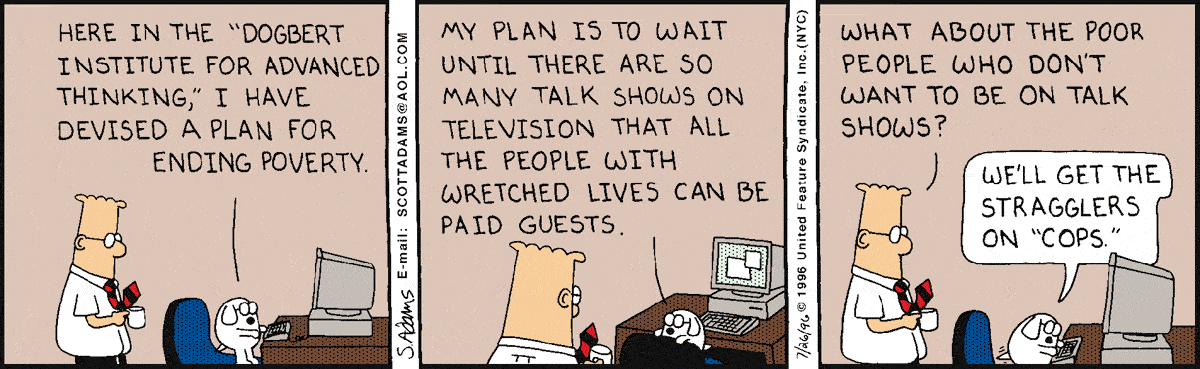 HERE IN THE "DOGBERT
INSTITUTE FOR ADVANCED
THINKING," I HAVE
DEVISED A PLAN FOR
ENDING POVERTY.
S.Adams E-mail: SCOTTADAMS@AOL.COM
MY PLAN IS TO WAIT
UNTIL THERE ARE SO
MANY TALK SHOWS ON
TELEVISION THAT ALL
THE PEOPLE WITH
WRETCHED LIVES CAN BE
PAID GUESTS.
7/26/96 © 1996 United Feature Syndicate, Inc.(NYC)
WHAT ABOUT THE POOR
PEOPLE WHO DON'T
WANT TO BE ON TALK
SHOWS?
WE'LL GET THE
STRAGGLERS
ON "COPS."